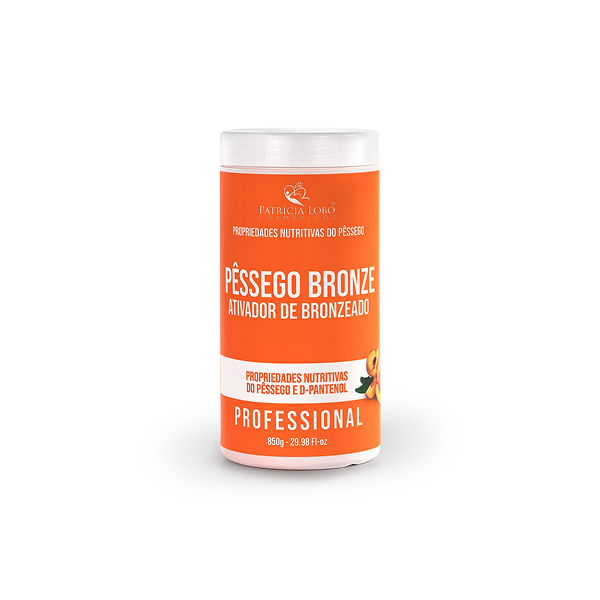 PATRICIA LOBO®
COSMÉTICOS
PROPRIEDADES NUTRITIVAS DO PÊSSEGO
PÊSSEGO BRONZE
ATIVADOR DE BRONZEADO
PROPRIEDADES NUTRITIVAS
DO PÊSSEGO E D-PANTENOL
PROFESSIONAL
850g - 29.98 Fl-oz